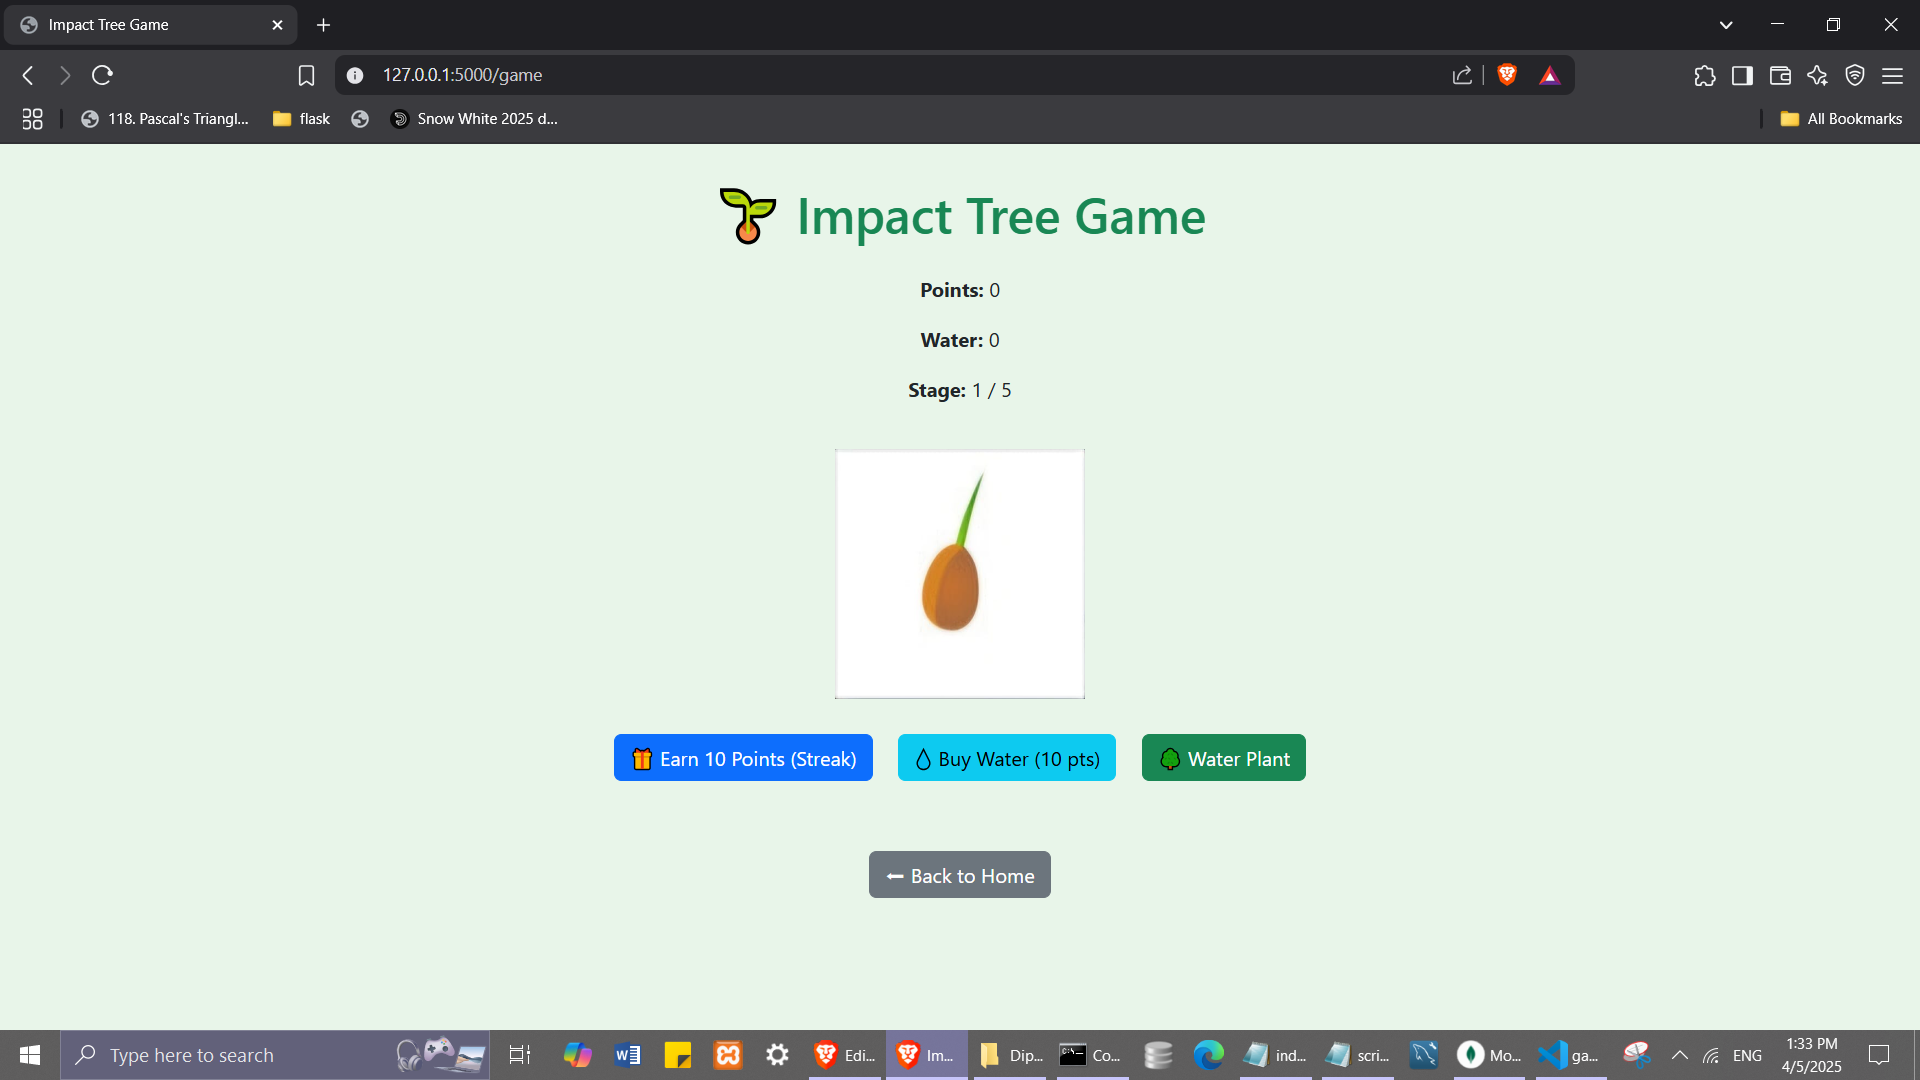 Impact Tree Game
127.0.0.1:5000/game
118. Pascal's Triangl...
flask
Snow White 2025 d...
All Bookmarks
Impact Tree Game
Points: 0
Water: 0
Stage: 1 / 5
Earn 10 Points (Streak)
Buy Water (10 pts)
Water Plant
Back to Home
Type here to search
Edi...
Im...
Dip...
Co...
ind...
scri...
Mo...
ga...
ENG
1:33 PM
4/5/2025